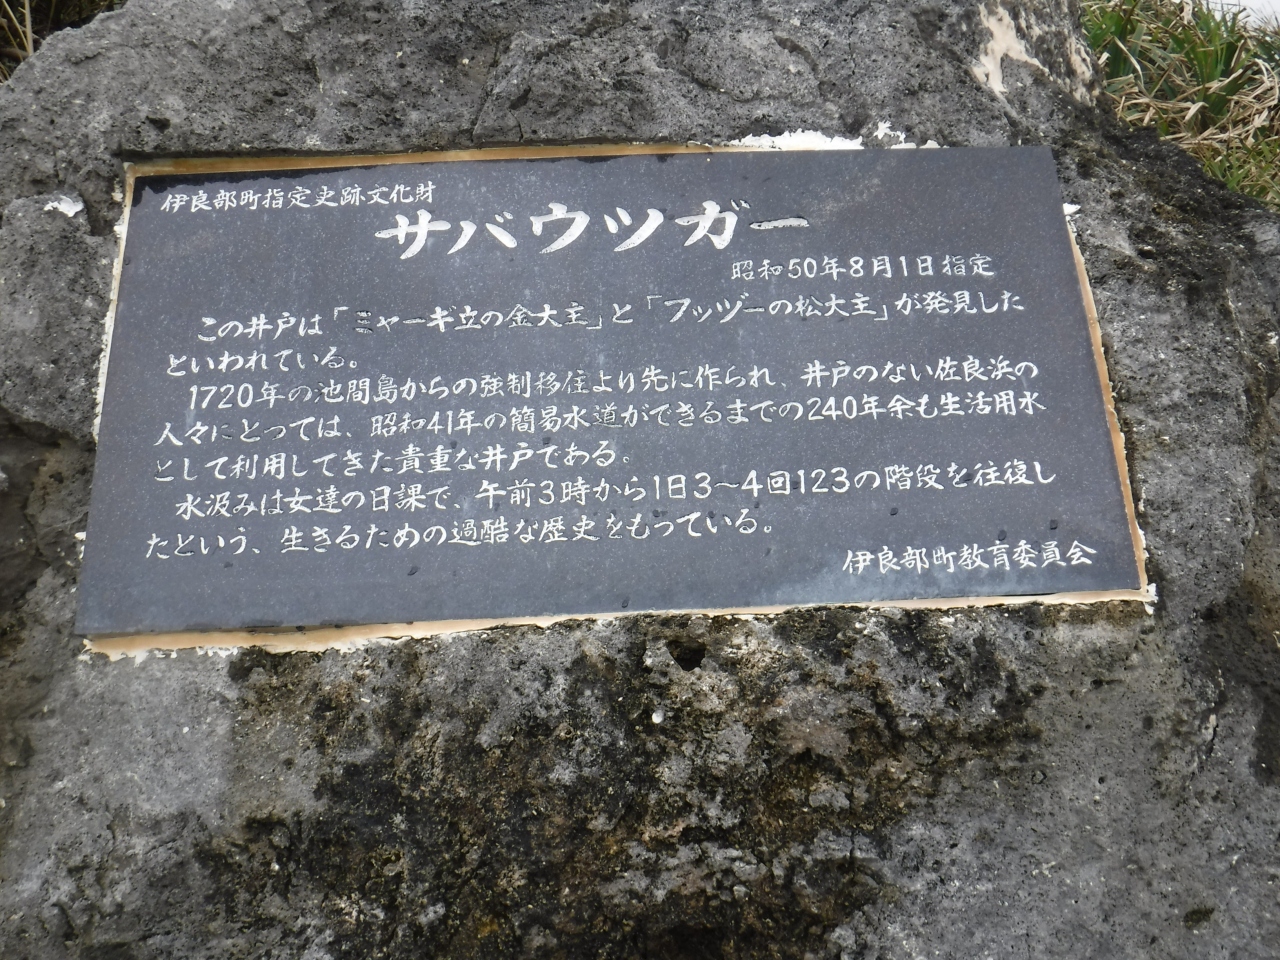 伊良部町指定史跡文化財
サバウツガー
昭和50年8月1日指定
この井戸は「ミャーギ立の金大主」と「フッヅーの松大主」が発見した
といわれている。
1720年の池間島からの強制移住より先に作られ、井戸のない佐良浜の
人々にとっては、昭和41年の簡易水道ができるまでの240年余も生活用水
として利用してきた貴重な井戸である。
水汲みは女達の日課で、午前3時から1日3～4回123の階段を往復し
たという、生きるための過酷な歴史をもっている。
伊良部町教育委員会